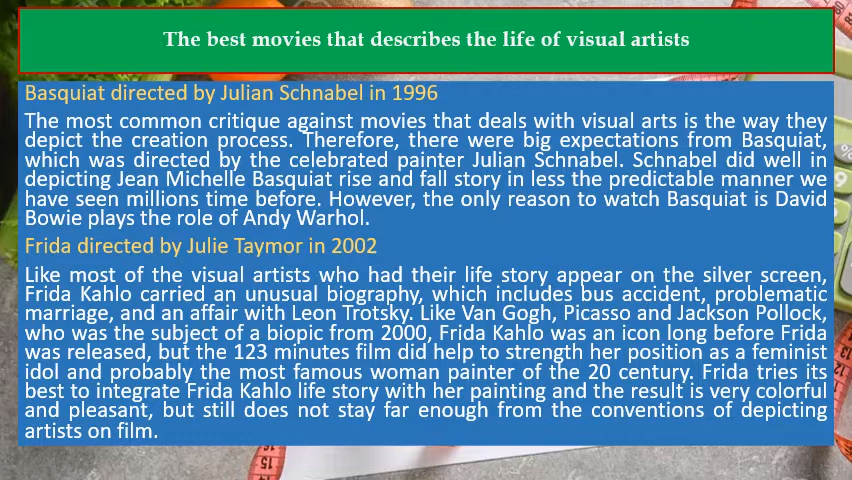 The best movies that describes the life of visual artists
Basquiat directed by Julian Schnabel in 1996
The most common critique against movies that deals with visual arts is the way they
depict the creation process. Therefore, there were big expectations from Basquiat,
which was directed by the celebrated painter Julian Schnabel. Schnabel did well in
depicting Jean Michelle Basquiat rise and fall story in less the predictable manner we
have seen millions time before. However, the only reason to watch Basquiat is David
Bowie plays the role of Andy Warhol.
Frida directed by Julie Taymor in 2002
Like most of the visual artists who had their life story appear on the silver screen,
Frida Kahlo carried an unusual biography, which includes bus accident, problematic
marriage, and an affair with Leon Trotsky. Like Van Gogh, Picasso and Jackson Pollock,
who was the subject of a biopic from 2000, Frida Kahlo was an icon long before Frida
was released, but the 123 minutes film did help to strength her position as a feminist
idol and probably the most famous woman painter of the 20 century. Frida tries its
best to integrate Frida Kahlo life story with her painting and the result is very colorful
and pleasant, but still does not stay far enough from the conventions of depicting
artists on film.
15